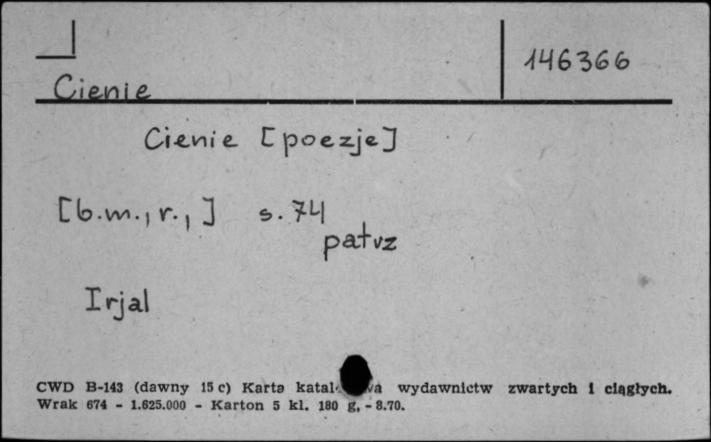 146366
Cienie
Cienie [poezje]
[b.m., r., ] s. 74
patrz
Irjal
CWD B-143 (dawny 15 c) Karta wydawnictw zwartych i ciągłych.
Wrak 674 - 1.625.000 - Karton 5 kl. 180 g, - 8.70.